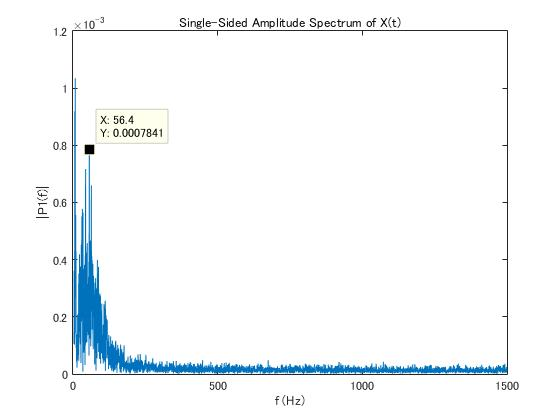 Single-Sided Amplitude Spectrum of X(t)
×10-3
1.2
1
0.8
0.6
0.4
0.2
0
X: 56.4
Y: 0.0007841
|P1(f)|
0
500
1000
1500
f (Hz)